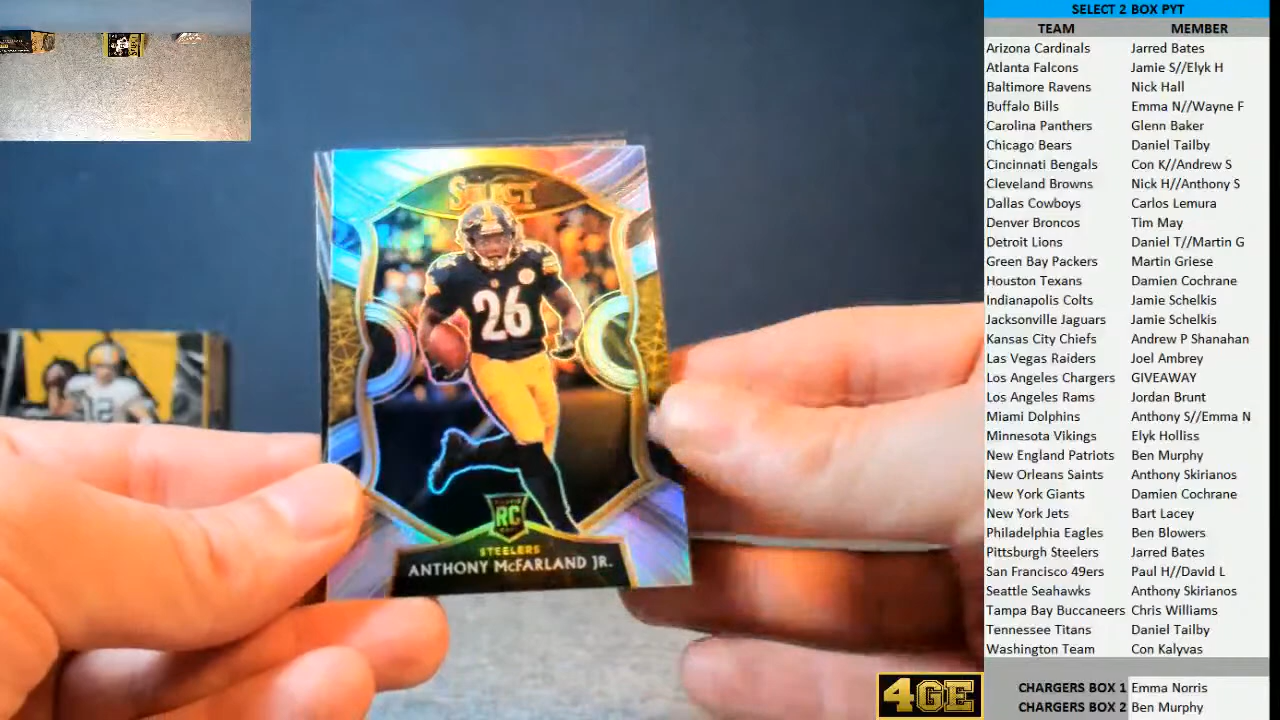 SELECT 2 BOX PYT
TEAM MEMBER
Arizona Cardinals Jarred Bates
Atlanta Falcons Jamie S//Elyk H
Baltimore Ravens Nick Hall
Buffalo Bills Emma N//Wayne F
Carolina Panthers Glenn Baker
Chicago Bears Daniel Tailby
Cincinnati Bengals Con K//Andrew S
Cleveland Browns Nick H//Anthony S
Dallas Cowboys Carlos Lemura
Denver Broncos Tim May
Detroit Lions Daniel T//Martin G
Green Bay Packers Martin Griese
Houston Texans Damien Cochrane
Indianapolis Colts Jamie Schelkis
Jacksonville Jaguars Jamie Schelkis
Kansas City Chiefs Andrew P Shanahan
Las Vegas Raiders Joel Ambrey
Los Angeles Chargers GIVEAWAY
Los Angeles Rams Jordan Brunt
Miami Dolphins Anthony S//Emma N
Minnesota Vikings Elyk Holliss
New England Patriots Ben Murphy
New Orleans Saints Anthony Skirianos
New York Giants Damien Cochrane
New York Jets Bart Lacey
Philadelphia Eagles Ben Blowers
Pittsburgh Steelers Jarred Bates
San Francisco 49ers Paul H//David L
Seattle Seahawks Anthony Skirianos
Tampa Bay Buccaneers Chris Williams
Tennessee Titans Daniel Tailby
Washington Team Con Kalyvas
CHARGERS BOX 1 Emma Norris
CHARGERS BOX 2 Ben Murphy
SELECT
26
RC
STEELERS
ANTHONY McFARLAND JR.
12
4GE